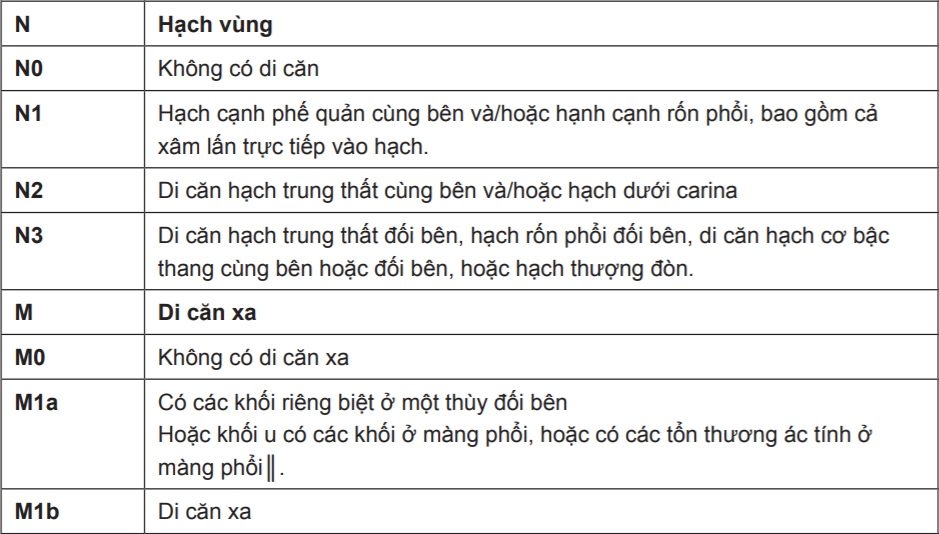 N Hạch vùng
N0 Không có di căn
N1 Hạch cạnh phế quản cùng bên và/hoặc hạnh cạnh rốn phổi, bao gồm cả
xâm lấn trực tiếp vào hạch.
N2 Di căn hạch trung thất cùng bên và/hoặc hạch dưới carina
N3 Di căn hạch trung thất đối bên, hạch rốn phổi đối bên, di căn hạch cơ bậc
thang cùng bên hoặc đối bên, hoặc hạch thượng đòn.
M Di căn xa
M0 Không có di căn xa
M1a Có các khối riêng biệt ở một thùy đối bên
Hoặc khối u có các khối ở màng phổi, hoặc có các tổn thương ác tính ở
màng phổi║.
M1b Di căn xa